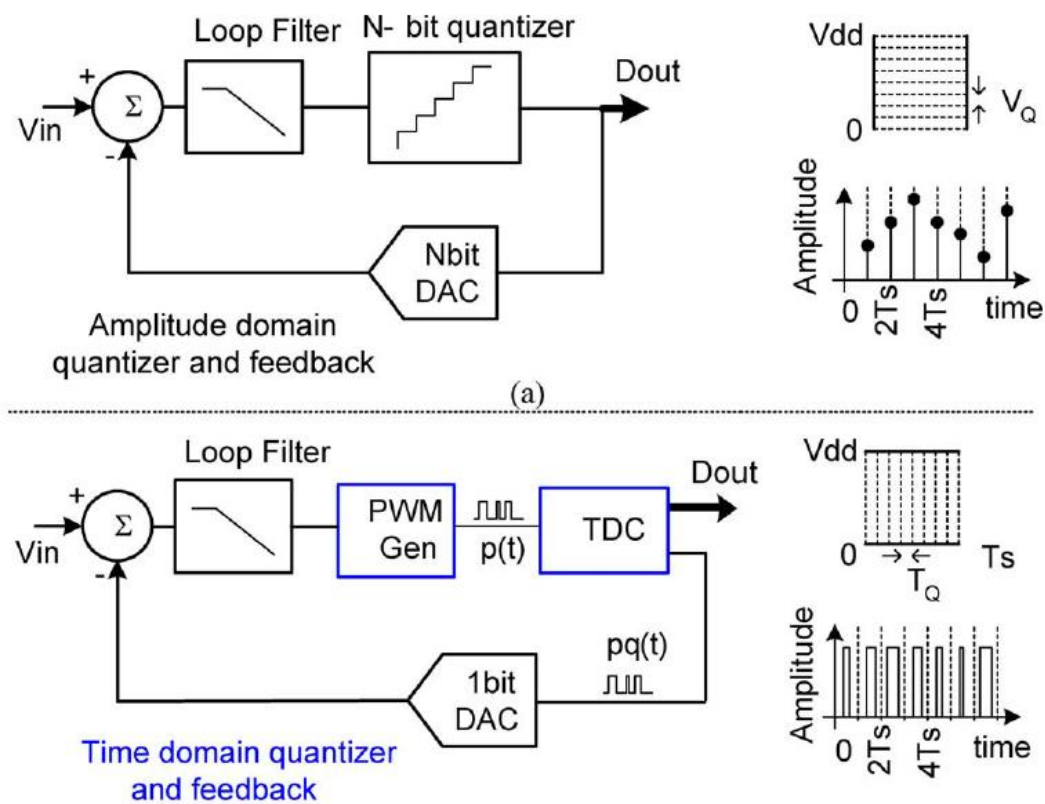 Loop Filter
N- bit quantizer
Vdd
Dout
+
Σ
V_Q
Vin
-
0
Amplitude
Nbit
DAC
0
2Ts
4Ts
time
Amplitude domain
quantizer and feedback
(a)
Loop Filter
Vdd
Dout
+
PWM
Gen
TDC
Σ
p(t)
Vin
0
Ts
-
T_Q
pq(t)
Amplitude
1bit
DAC
0
2Ts
4Ts
time
Time domain quantizer
and feedback